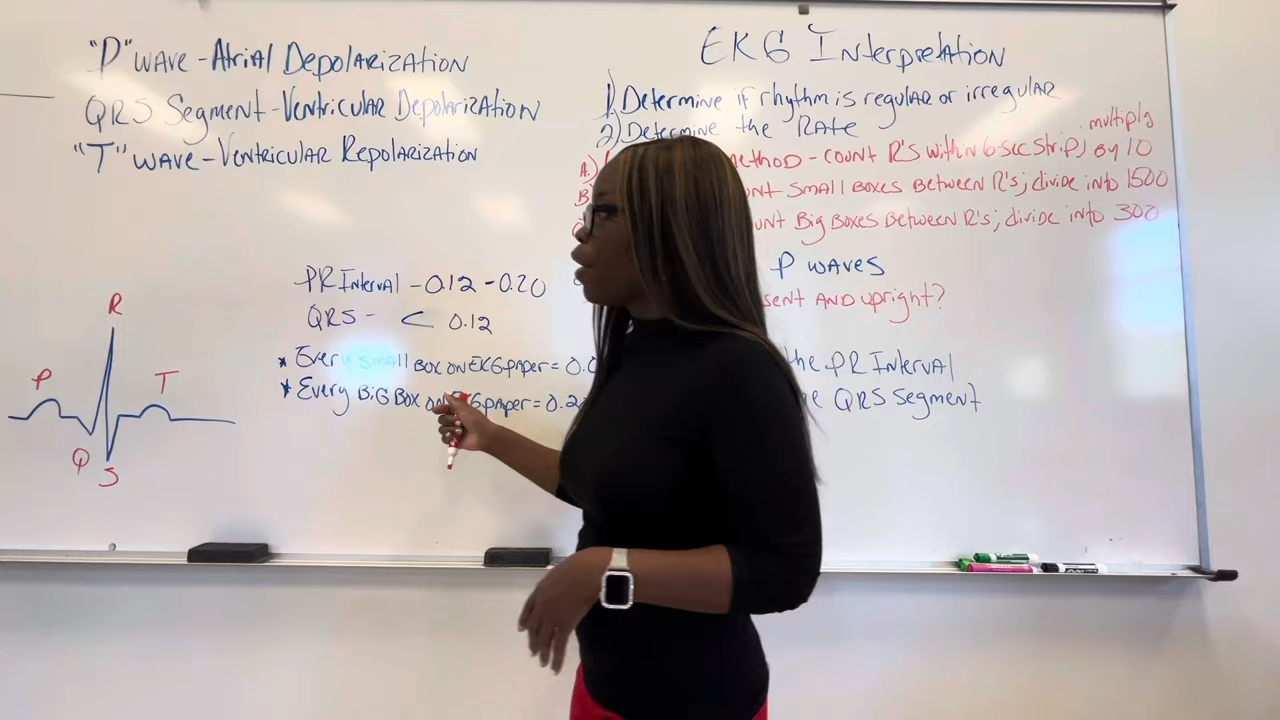 "P" wave - Atrial Depolarization
QRS Segment - Ventricular Depolarization
"T" wave - Ventricular Repolarization
PR Interval - 0.12 - 0.20
QRS - < 0.12
* Every small box on EKG paper = 0.0
* Every Big Box on EKG paper = 0.2
R
P
T
Q
S
EKG Interpretation
1) Determine if rhythm is regular or irregular
2) Determine the Rate
A.) ethod - count R's within 6 sec strip; multiply by 10
B unt small boxes between R's; divide into 1500
unt Big boxes between R's; divide into 300
P waves
sent AND upright?
the PR Interval
e QRS segment